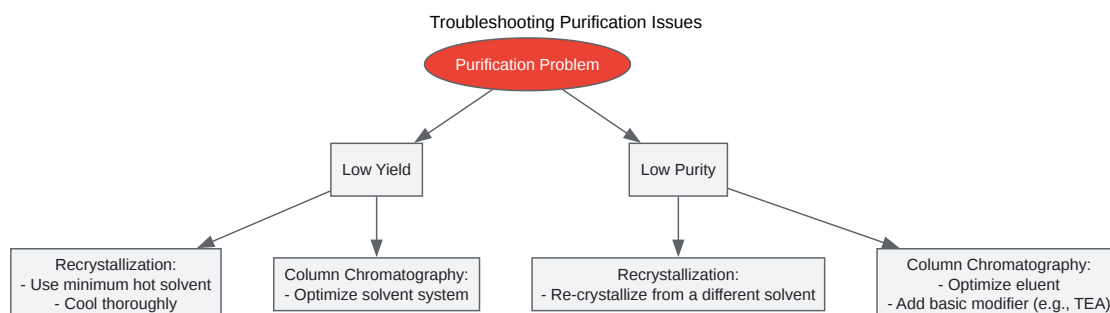 Troubleshooting Purification Issues
Purification Problem
Low Yield
Low Purity
Recrystallization:
- Use minimum hot solvent
- Cool thoroughly
Column Chromatography:
- Optimize solvent system
Recrystallization:
- Re-crystallize from a different solvent
Column Chromatography:
- Optimize eluent
- Add basic modifier (e.g., TEA)